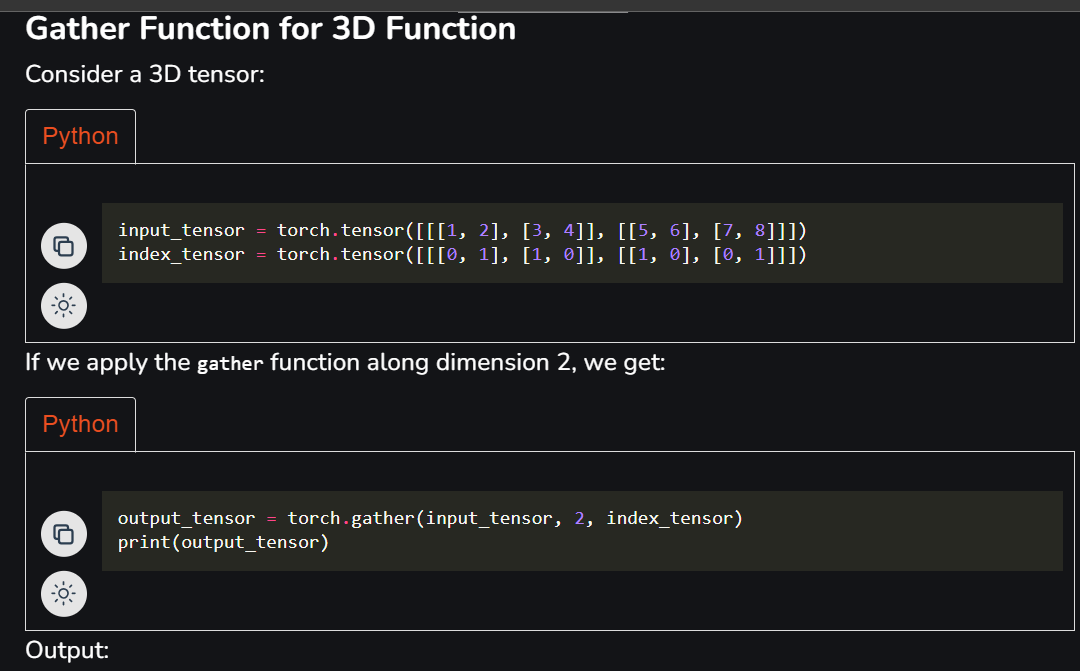 Gather Function for 3D Function
Consider a 3D tensor:
Python
input_tensor = torch.tensor([[[1, 2], [3, 4]], [[5, 6], [7, 8]]])
index_tensor = torch.tensor([[[0, 1], [1, 0]], [[1, 0], [0, 1]]])
If we apply the gather function along dimension 2, we get:
Python
output_tensor = torch.gather(input_tensor, 2, index_tensor)
print(output_tensor)
Output: